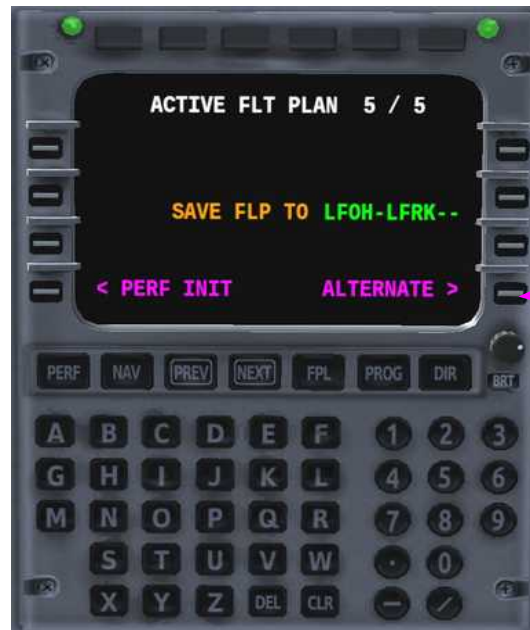 ACTIVE FLT PLAN 5 / 5
SAVE FLP TO LFOH-LFRK--
< PERF INIT ALTERNATE >
PERF NAV PREV NEXT FPL PROG DIR BRT
A B C D E F 1 2 3
G H I J K L 4 5 6
M N O P Q R 7 8 9
S T U V W · 0
X Y Z DEL CLR - /